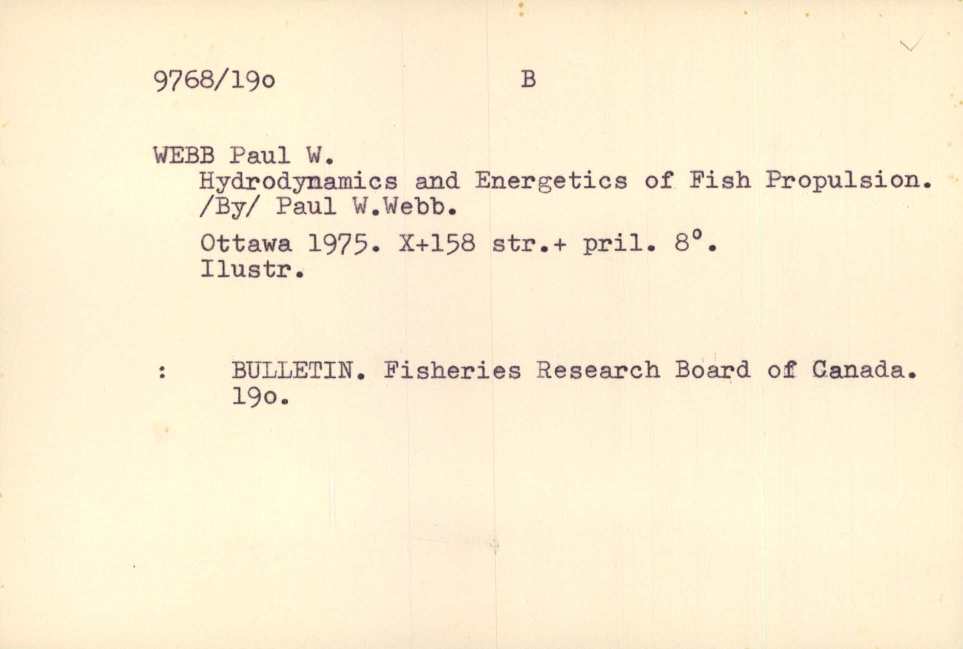 9768/19o B
WEBB Paul W.
Hydrodynamics and Energetics of Fish Propulsion.
/By/ Paul W.Webb.
Ottawa 1975. X+158 str.+ pril. 8°.
Ilustr.
: BULLETIN. Fisheries Research Board of Canada.
19o.